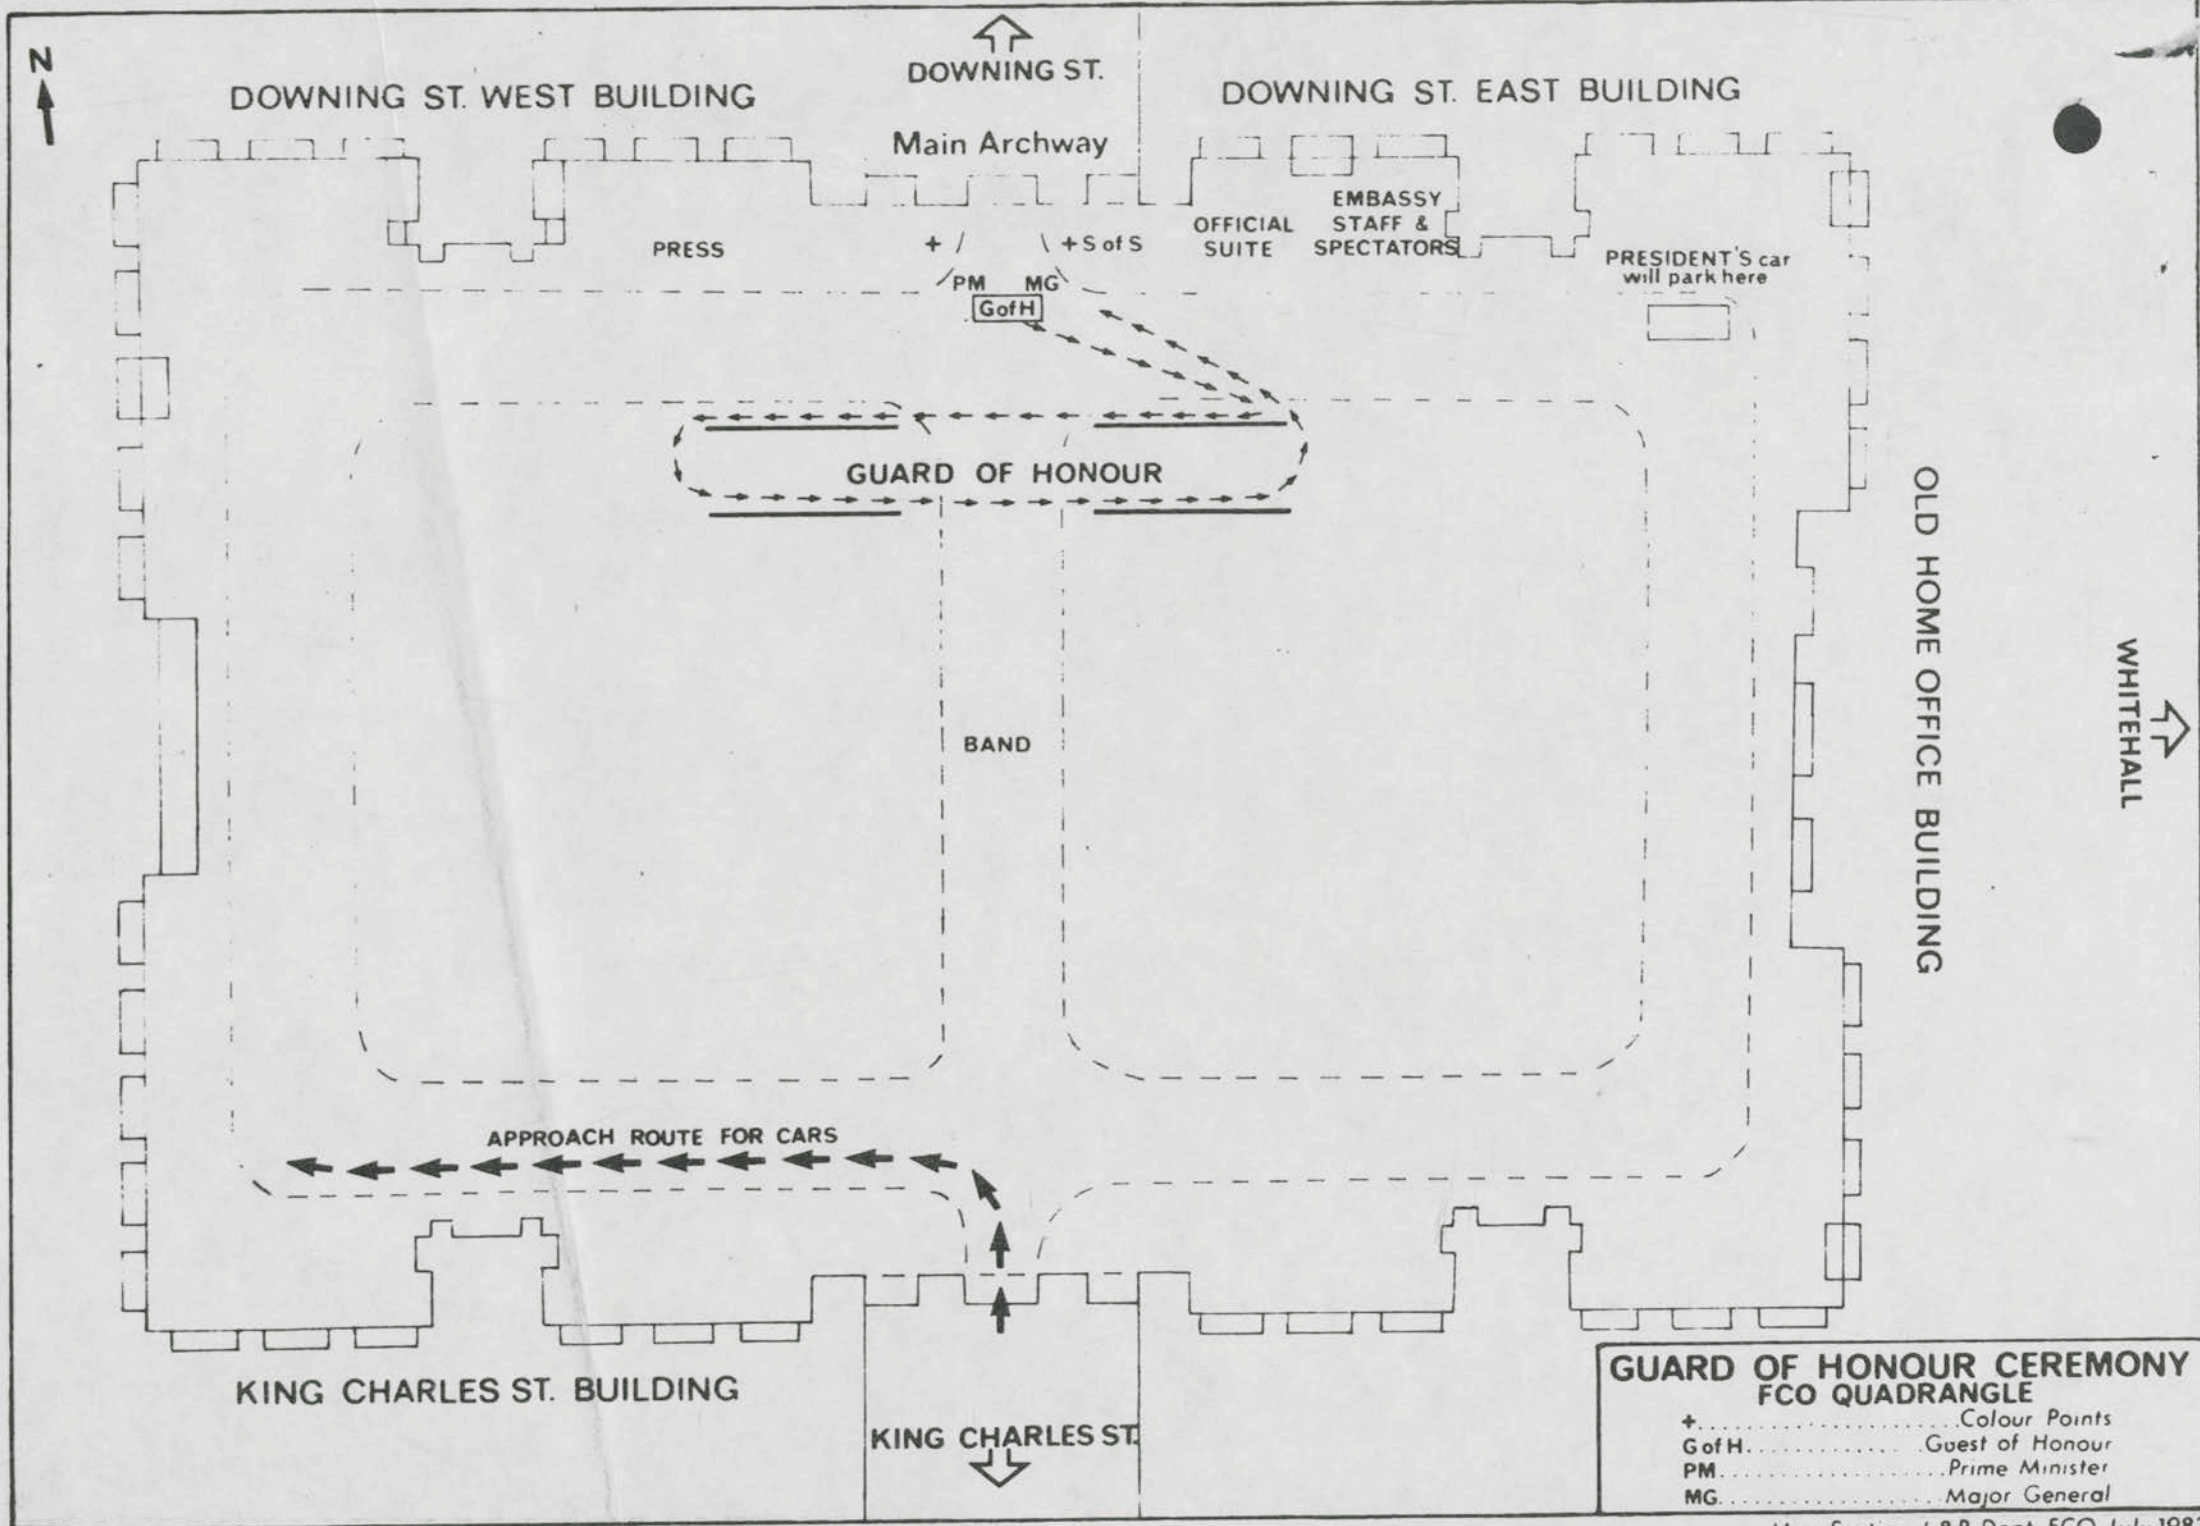 N
DOWNING ST.
DOWNING ST. WEST BUILDING
DOWNING ST. EAST BUILDING
Main Archway
PRESS
+
+ S of S
OFFICIAL
SUITE
EMBASSY
STAFF &
SPECTATORS
PRESIDENT'S car
will park here
PM
MG
G of H
GUARD OF HONOUR
BAND
OLD HOME OFFICE BUILDING
WHITEHALL
APPROACH ROUTE FOR CARS
KING CHARLES ST. BUILDING
KING CHARLES ST.
GUARD OF HONOUR CEREMONY
FCO QUADRANGLE
+.....................Colour Points
G of H.............Guest of Honour
PM....................Prime Minister
MG...................Major General